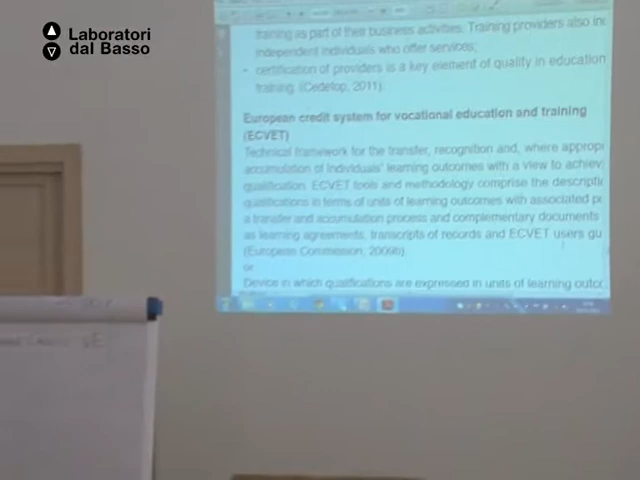 Laboratori
dal Basso
training as part of their business activities. Training providers also inc
independent individuals who offer services;
- certification of providers is a key element of quality in education
training. (Cedefop, 2011).
European credit system for vocational education and training
(ECVET)
Technical framework for the transfer, recognition and, where approp
accumulation of individuals' learning outcomes with a view to achiev
qualification. ECVET tools and methodology comprise the descripti
qualifications in terms of units of learning outcomes with associated p
a transfer and accumulation process and complementary documents
as learning agreements, transcripts of records and ECVET users gu
(European Commission, 2009b).
or
Device in which qualifications are expressed in units of learning outco